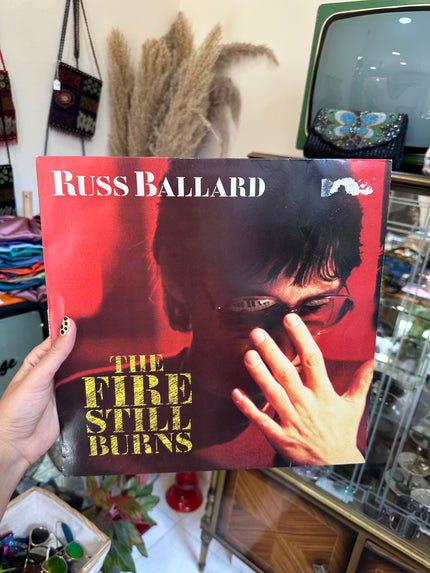 RUSS BALLARD
THE
FIRE
STILL
BURNS